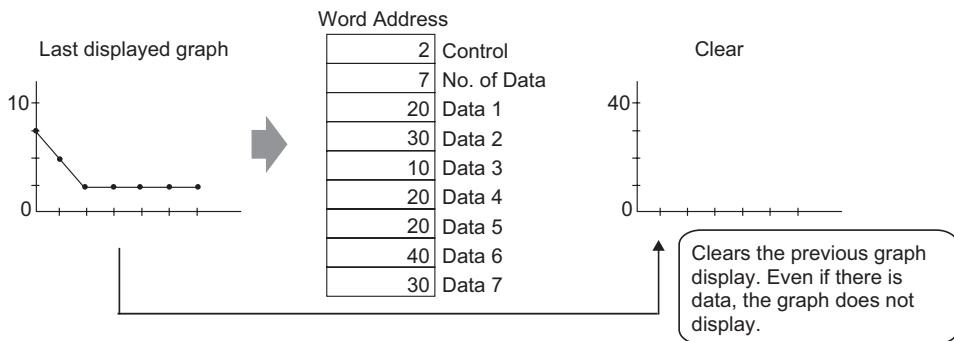 Word Address
Last displayed graph
2 Control
Clear
7 No. of Data
10
20 Data 1
40
30 Data 2
10 Data 3
20 Data 4
0
20 Data 5
0
40 Data 6
30 Data 7
Clears the previous graph
display. Even if there is
data, the graph does not
display.